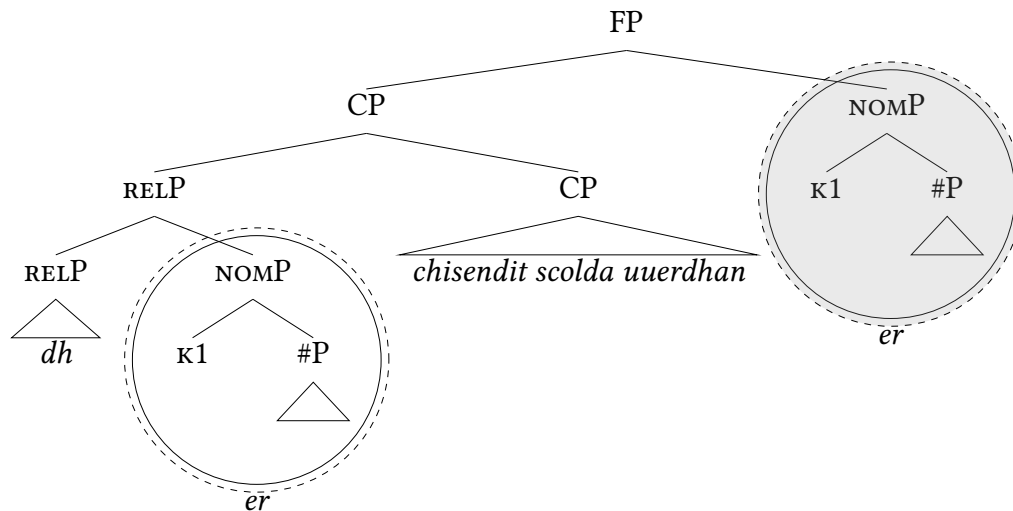 FP
CP
NOMP
RELP
CP
K1
#P
RELP
NOMP
chisendit scolda uuerdhan
er
dh
K1
#P
er